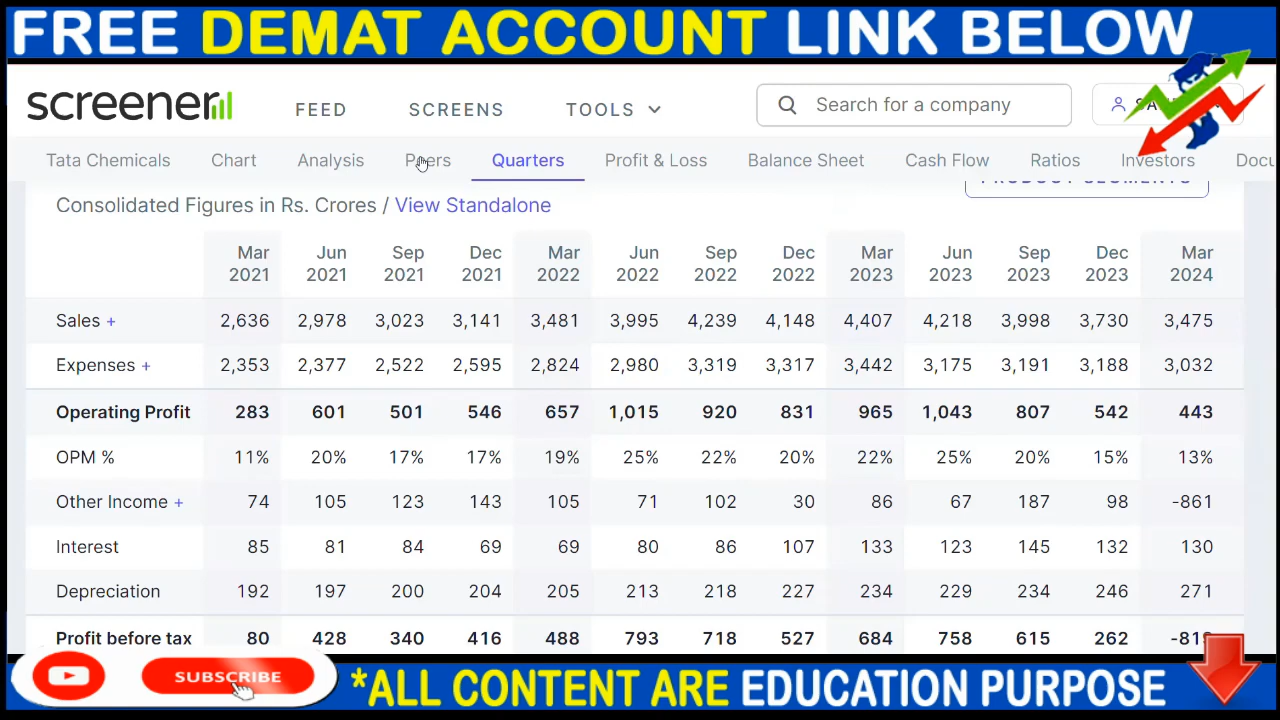 FREE DEMAT ACCOUNT LINK BELOW
screener FEED SCREENS TOOLS Search for a company
Tata Chemicals Chart Analysis Peers Quarters Profit & Loss Balance Sheet Cash Flow Ratios Investors Docu
PRODUCT SEGMENTS
Consolidated Figures in Rs. Crores / View Standalone
Mar 2021 Jun 2021 Sep 2021 Dec 2021 Mar 2022 Jun 2022 Sep 2022 Dec 2022 Mar 2023 Jun 2023 Sep 2023 Dec 2023 Mar 2024
Sales + 2,636 2,978 3,023 3,141 3,481 3,995 4,239 4,148 4,407 4,218 3,998 3,730 3,475
Expenses + 2,353 2,377 2,522 2,595 2,824 2,980 3,319 3,317 3,442 3,175 3,191 3,188 3,032
Operating Profit 283 601 501 546 657 1,015 920 831 965 1,043 807 542 443
OPM % 11% 20% 17% 17% 19% 25% 22% 20% 22% 25% 20% 15% 13%
Other Income + 74 105 123 143 105 71 102 30 86 67 187 98 -861
Interest 85 81 84 69 69 80 86 107 133 123 145 132 130
Depreciation 192 197 200 204 205 213 218 227 234 229 234 246 271
Profit before tax 80 428 340 416 488 793 718 527 684 758 615 262 -819
SUBSCRIBE
*ALL CONTENT ARE EDUCATION PURPOSE